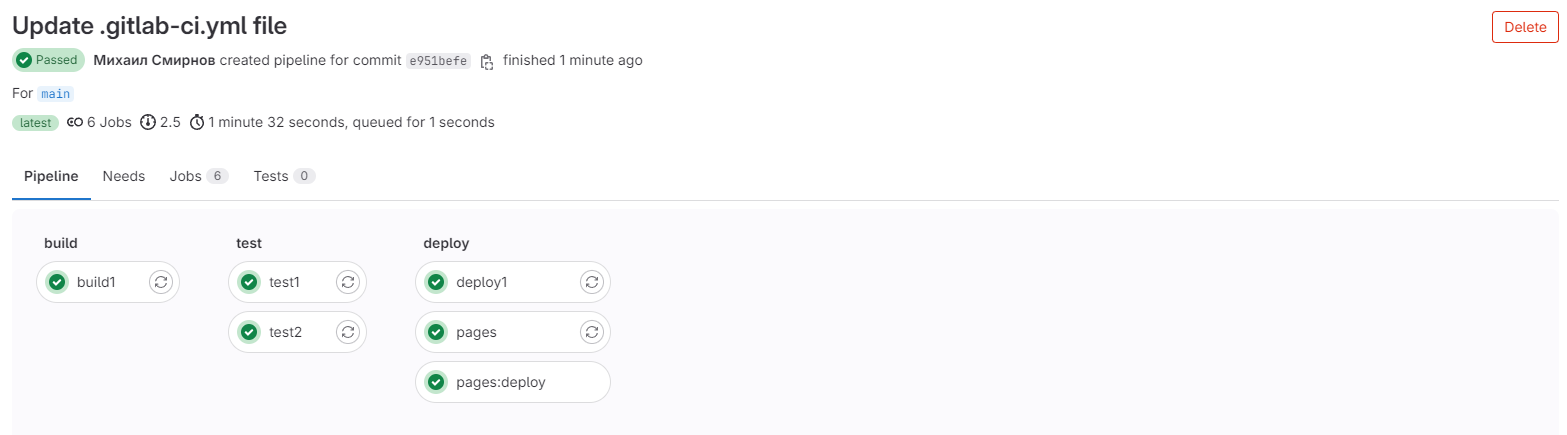 Update .gitlab-ci.yml file
Delete
Passed Михаил Смирнов created pipeline for commit e951befe finished 1 minute ago
For main
latest 6 Jobs 2.5 1 minute 32 seconds, queued for 1 seconds
Pipeline Needs Jobs 6 Tests 0
build test deploy
build1 test1 deploy1
test2 pages
pages:deploy